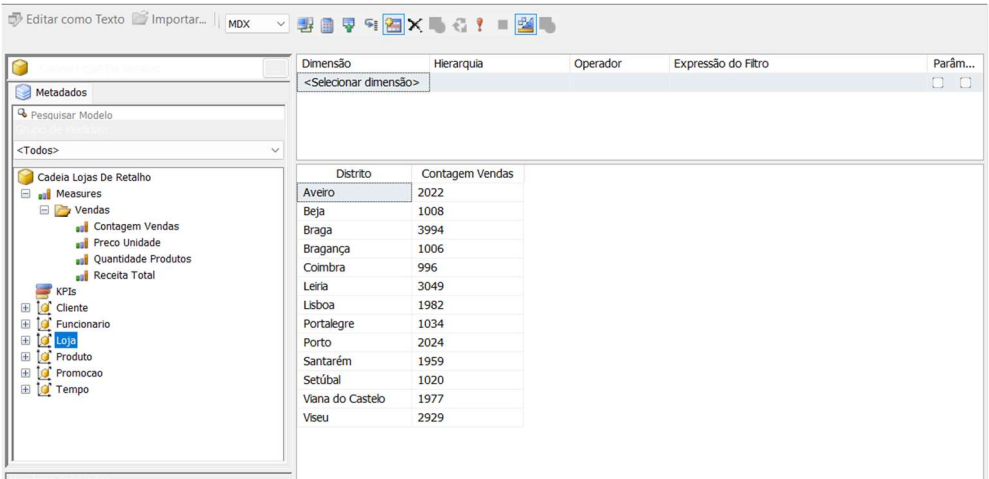 Editar como Texto Importar... MDX
Metadados
Pesquisar Modelo
<Todos>
Cadeia Lojas De Retalho
Measures
Vendas
Contagem Vendas
Preco Unidade
Quantidade Produtos
Receita Total
KPIs
Cliente
Funcionario
Loja
Produto
Promocao
Tempo
Dimensão Hierarquia Operador Expressão do Filtro Parâm...
<Selecionar dimensão>
Distrito Contagem Vendas
Aveiro 2022
Beja 1008
Braga 3994
Bragança 1006
Coimbra 996
Leiria 3049
Lisboa 1982
Portalegre 1034
Porto 2024
Santarém 1959
Setúbal 1020
Viana do Castelo 1977
Viseu 2929